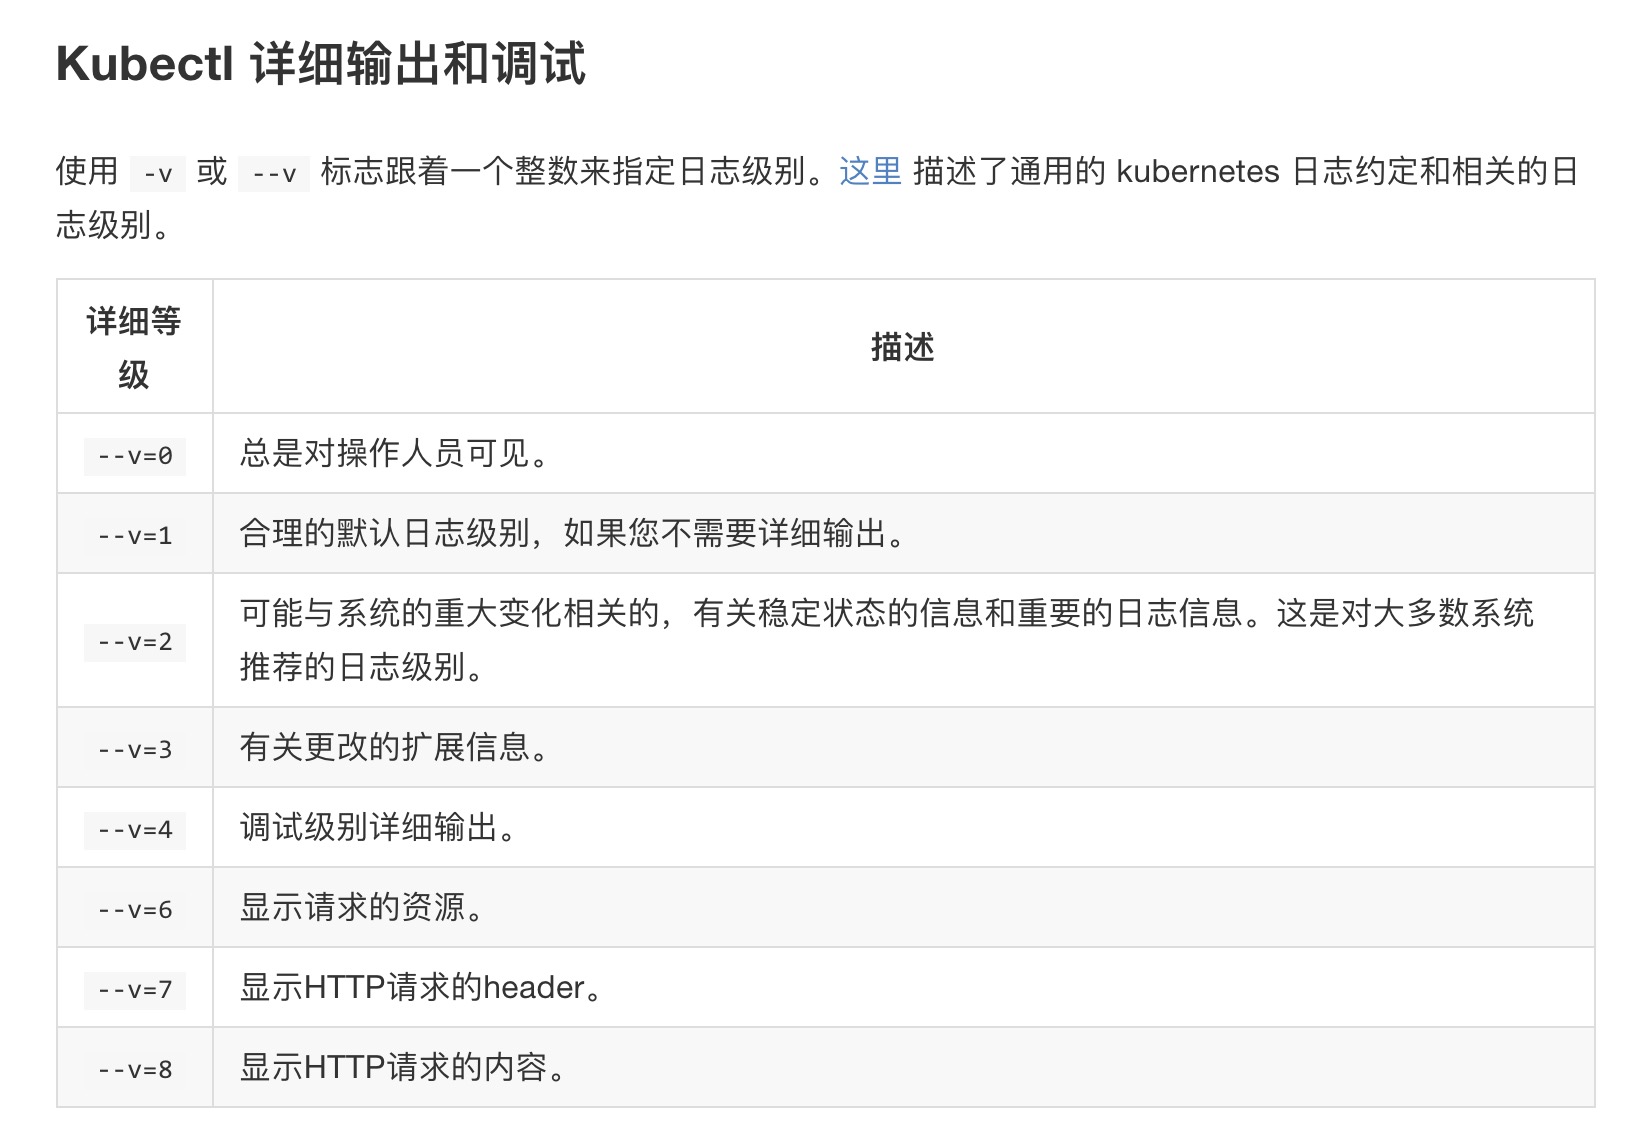 Kubectl 详细输出和调试
使用 -v 或 --v 标志跟着一个整数来指定日志级别。这里 描述了通用的 kubernetes 日志约定和相关的日
志级别。
详细等
级
描述
--v=0 总是对操作人员可见。
--v=1 合理的默认日志级别，如果您不需要详细输出。
--v=2 可能与系统的重大变化相关的，有关稳定状态的信息和重要的日志信息。这是对大多数系统
推荐的日志级别。
--v=3 有关更改的扩展信息。
--v=4 调试级别详细输出。
--v=6 显示请求的资源。
--v=7 显示HTTP请求的header。
--v=8 显示HTTP请求的内容。